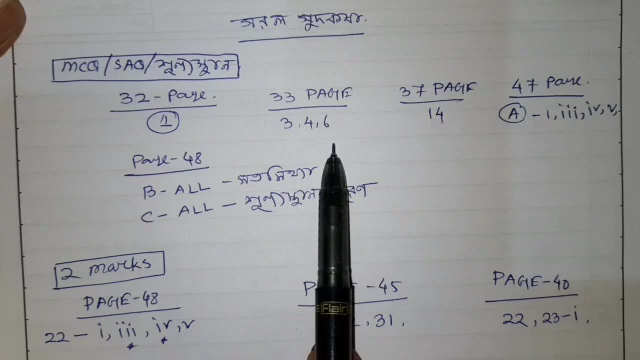 সরল সুদকষা.
MCQ/SAQ/শূন্যস্থান
32-Page.
1
33 PAGE
3,4,6
37 PAGE
14
47 Page.
A - i, iii, iv, v,
Page-48
B - ALL - সত্য মিথ্যা
C - ALL - শূন্যস্থান
2 marks
PAGE-48
22 - i, iii, iv, v
-45
, 31.
PAGE-40
22, 23-i.
Flair